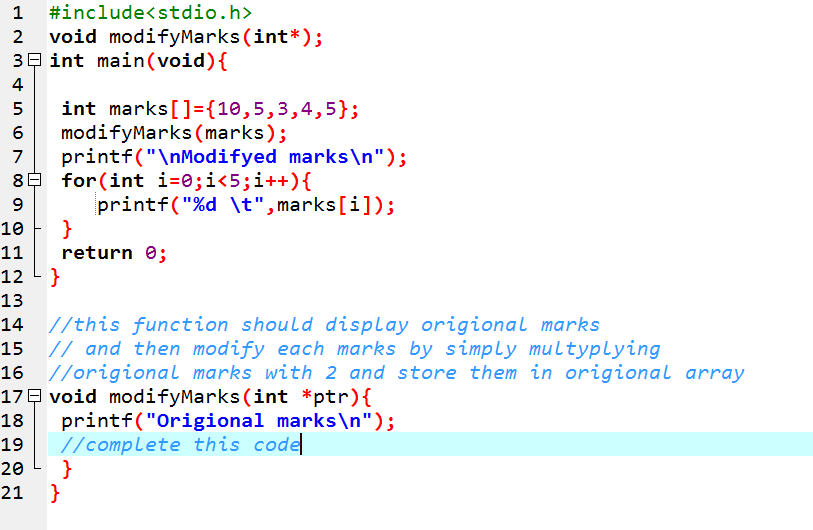 1 #include<stdio.h>
2 void modifyMarks(int*);
3 int main(void){
4
5 int marks[]={10,5,3,4,5};
6 modifyMarks(marks);
7 printf("\nModifyed marks\n");
8 for(int i=0;i<5;i++){
9 printf("%d \t",marks[i]);
10 }
11 return 0;
12 }
13
14 //this function should display origional marks
15 // and then modify each marks by simply multyplying
16 //origional marks with 2 and store them in origional array
17 void modifyMarks(int *ptr){
18 printf("Origional marks\n");
19 //complete this code
20 }
21 }